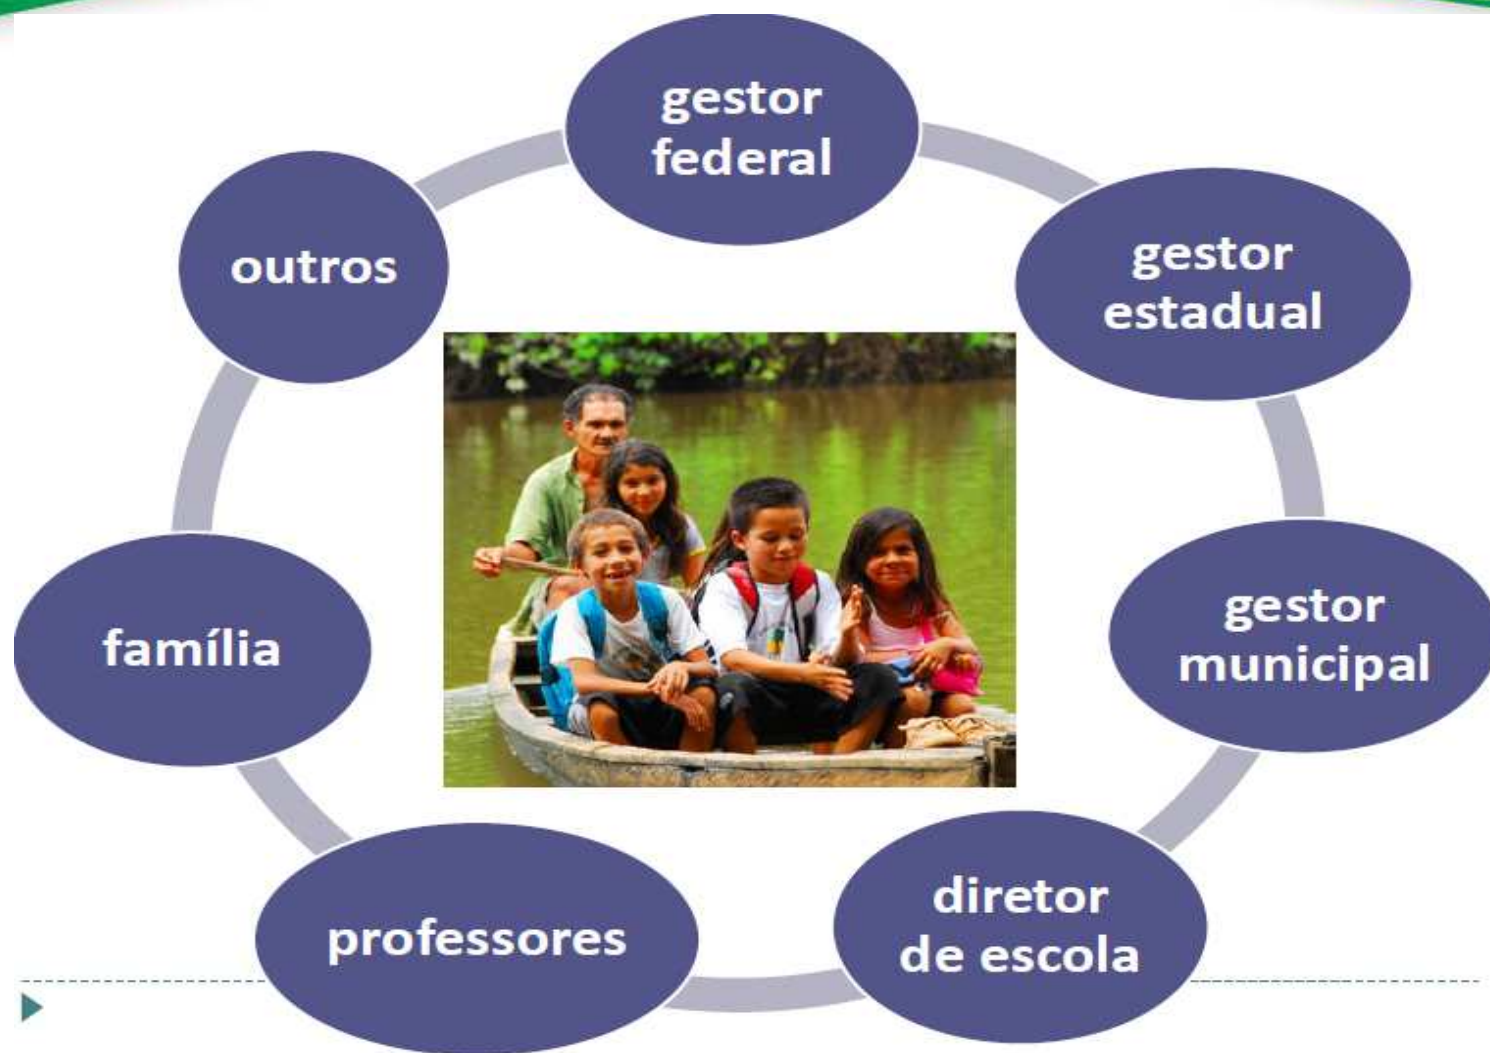 gestor
federal
gestor
estadual
gestor
municipal
diretor
de escola
professores
família
outros